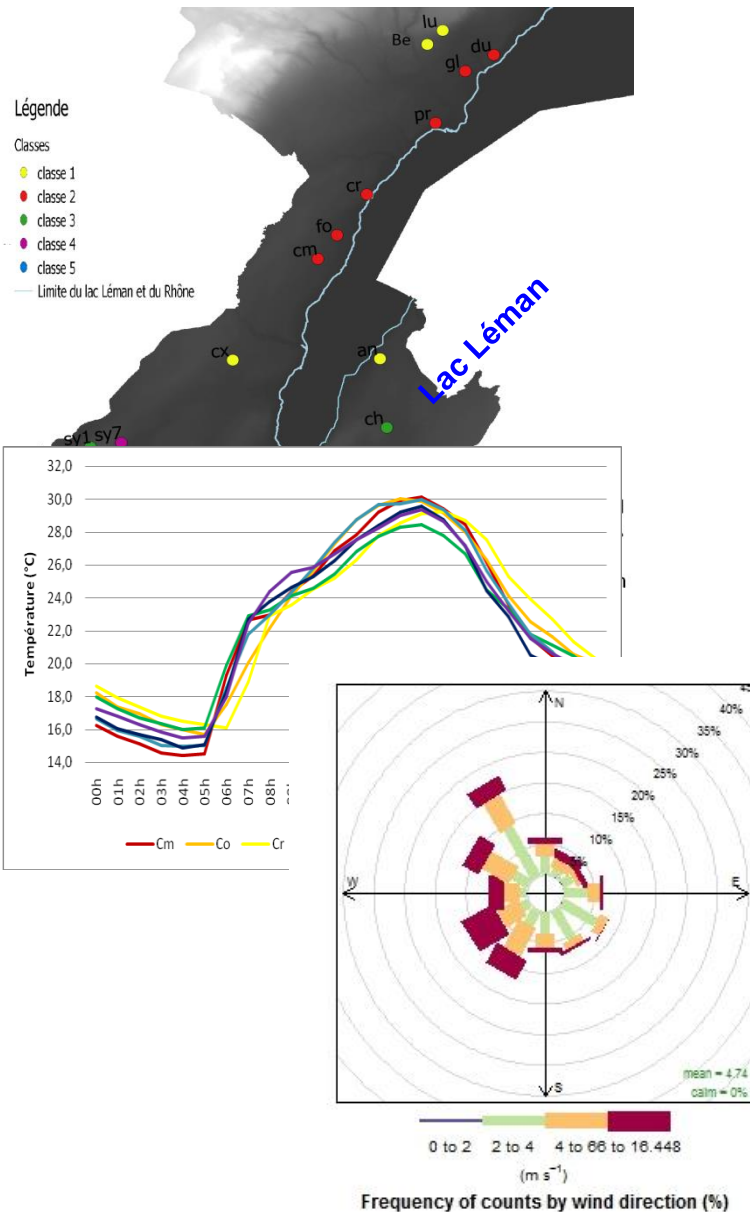 lu
Be
du
gl
Légende
Classes
pr
classe 1
classe 2
cr
classe 3
classe 4
fo
classe 5
cm
Limite du lac Léman et du Rhône
Lac Léman
cx
an
ch
sy1 sy7
Température (°C)
32,0
30,0
28,0
26,0
24,0
22,0
20,0
18,0
16,0
14,0
00h
01h
02h
03h
04h
05h
06h
07h
08h
Cm
Co
Cr
40%
35%
30%
25%
20%
15%
10%
5%
N
W
E
S
mean = 4.74
calm = 0%
0 to 2
2 to 4
4 to 66 to 16.448
(m s⁻¹)
Frequency of counts by wind direction (%)